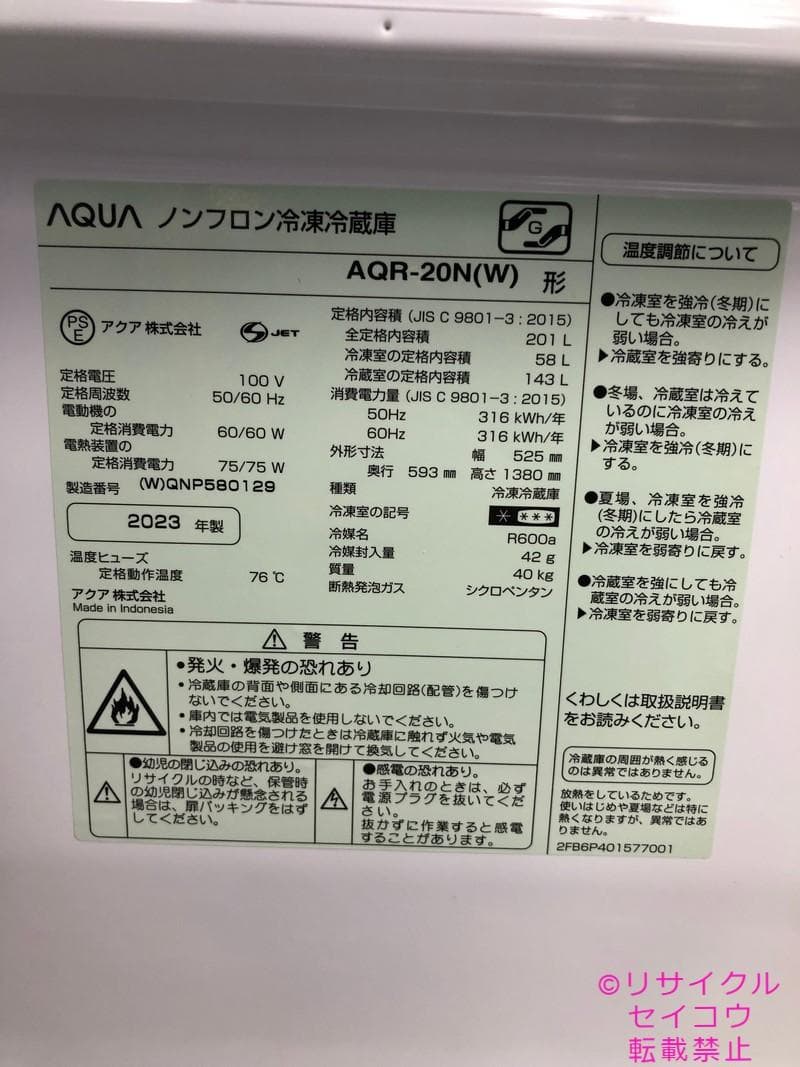 AQUA ノンフロン冷凍冷蔵庫
G
AQR-20N(W) 形
PS
E
アクア 株式会社
S JET
定格電圧 100 V
定格周波数 50/60 Hz
電動機の
定格消費電力 60/60 W
電熱装置の
定格消費電力 75/75 W
製造番号 (W)QNP580129
2023 年製
温度ヒューズ
定格動作温度 76 ℃
アクア 株式会社
Made in Indonesia
定格内容積 (JIS C 9801-3 : 2015)
全定格内容積 201 L
冷凍室の定格内容積 58 L
冷蔵室の定格内容積 143 L
消費電力量 (JIS C 9801-3 : 2015)
50Hz 316 kWh/年
60Hz 316 kWh/年
外形寸法 幅 525 ㎜
奥行 593 ㎜ 高さ 1380 ㎜
種類 冷凍冷蔵庫
冷凍室の記号 * ***
冷媒名 R600a
冷媒封入量 42 g
質量 40 kg
断熱発泡ガス シクロペンタン
⚠ 警告
•発火・爆発の恐れあり
・冷蔵庫の背面や側面にある冷却回路(配管)を傷つけ
ないでください。
・庫内では電気製品を使用しないでください。
・冷却回路を傷つけたときは冷蔵庫に触れず火気や電気
製品の使用を避け窓を開けて換気してください。
●幼児の閉じ込みの恐れあり。
リサイクルの時など、保管時
の幼児閉じ込みが懸念される
場合は、扉パッキングをはず
してください。
●感電の恐れあり。
お手入れのときは、必ず
電源プラグを抜いてくだ
さい。
抜かずに作業すると感電
することがあります。
温度調節について
●冷凍室を強冷(冬期)に
しても冷凍室の冷えが
弱い場合。
▶冷蔵室を強寄りにする。
●冬場、冷蔵室は冷えて
いるのに冷凍室の冷え
が弱い場合。
▶冷凍室を強冷(冬期)に
する。
●夏場、冷凍室を強冷
(冬期)にしたら冷蔵室
の冷えが弱い場合。
▶冷凍室を弱寄りに戻す。
●冷蔵室を強にしても冷
蔵室の冷えが弱い場合。
▶冷凍室を弱寄りに戻す。
くわしくは取扱説明書
をお読みください。
冷蔵庫の周囲が熱く感じる
のは異常ではありません。
放熱をしているためです。
使いはじめや夏場などは特に
熱くなりますが、異常ではあ
りません。
2FB6P401577001
©リサイクル
セイコウ
転載禁止